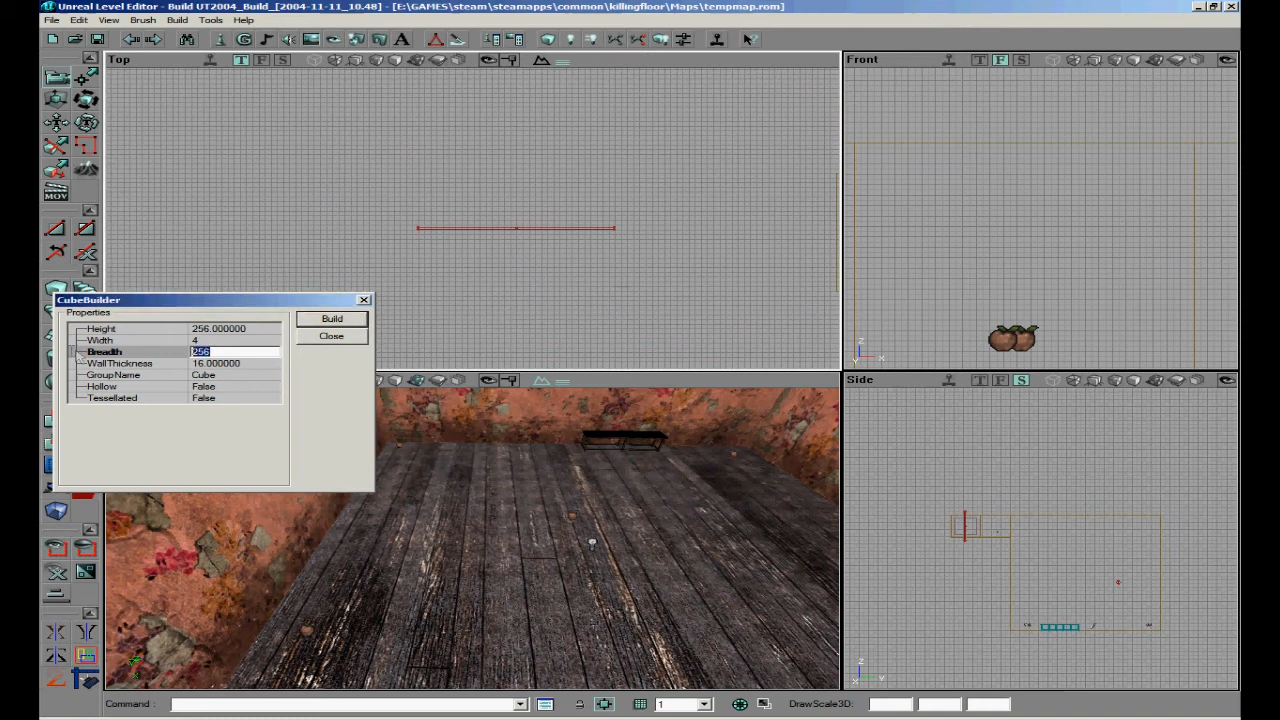 Unreal Level Editor - Build UT2004_Build_[2004-11-11_10.48] - [E:\GAMES\steam\steamapps\common\killingfloor\Maps\tempmap.rom]
File Edit View Brush Build Tools Help
Top T F S
Front T F S
CubeBuilder
Properties
Height 256.000000
Width 4
Breadth 256
WallThickness 16.000000
GroupName Cube
Hollow False
Tessellated False
Build
Close
Z
X
Side T F S
MOV
Z
X Y
Command : 1 DrawScale3D: